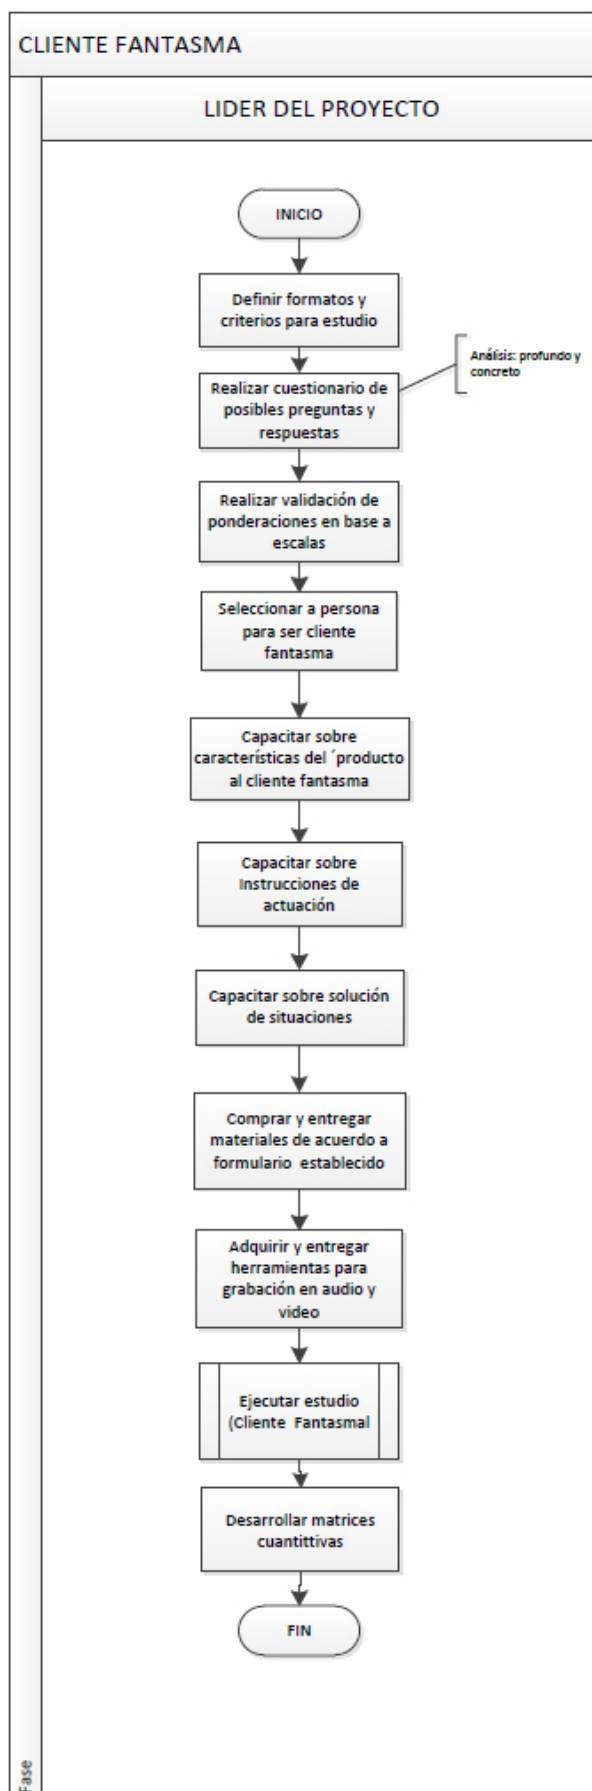 CLIENTE FANTASMA
LIDER DEL PROYECTO
INICIO
Definir formatos y
criterios para estudio
Análisis: profundo y
concreto
Realizar cuestionario de
posibles preguntas y
respuestas
Realizar validación de
ponderaciones en base a
escalas
Seleccionar a persona
para ser cliente
fantasma
Capacitar sobre
características del ´producto
al cliente fantasma
Capacitar sobre
Instrucciones de
actuación
Capacitar sobre solución
de situaciones
Comprar y entregar
materiales de acuerdo a
formulario establecido
Adquirir y entregar
herramientas para
grabación en audio y
video
Ejecutar estudio
(Cliente Fantasmal
Desarrollar matrices
cuantittivas
FIN
Fase